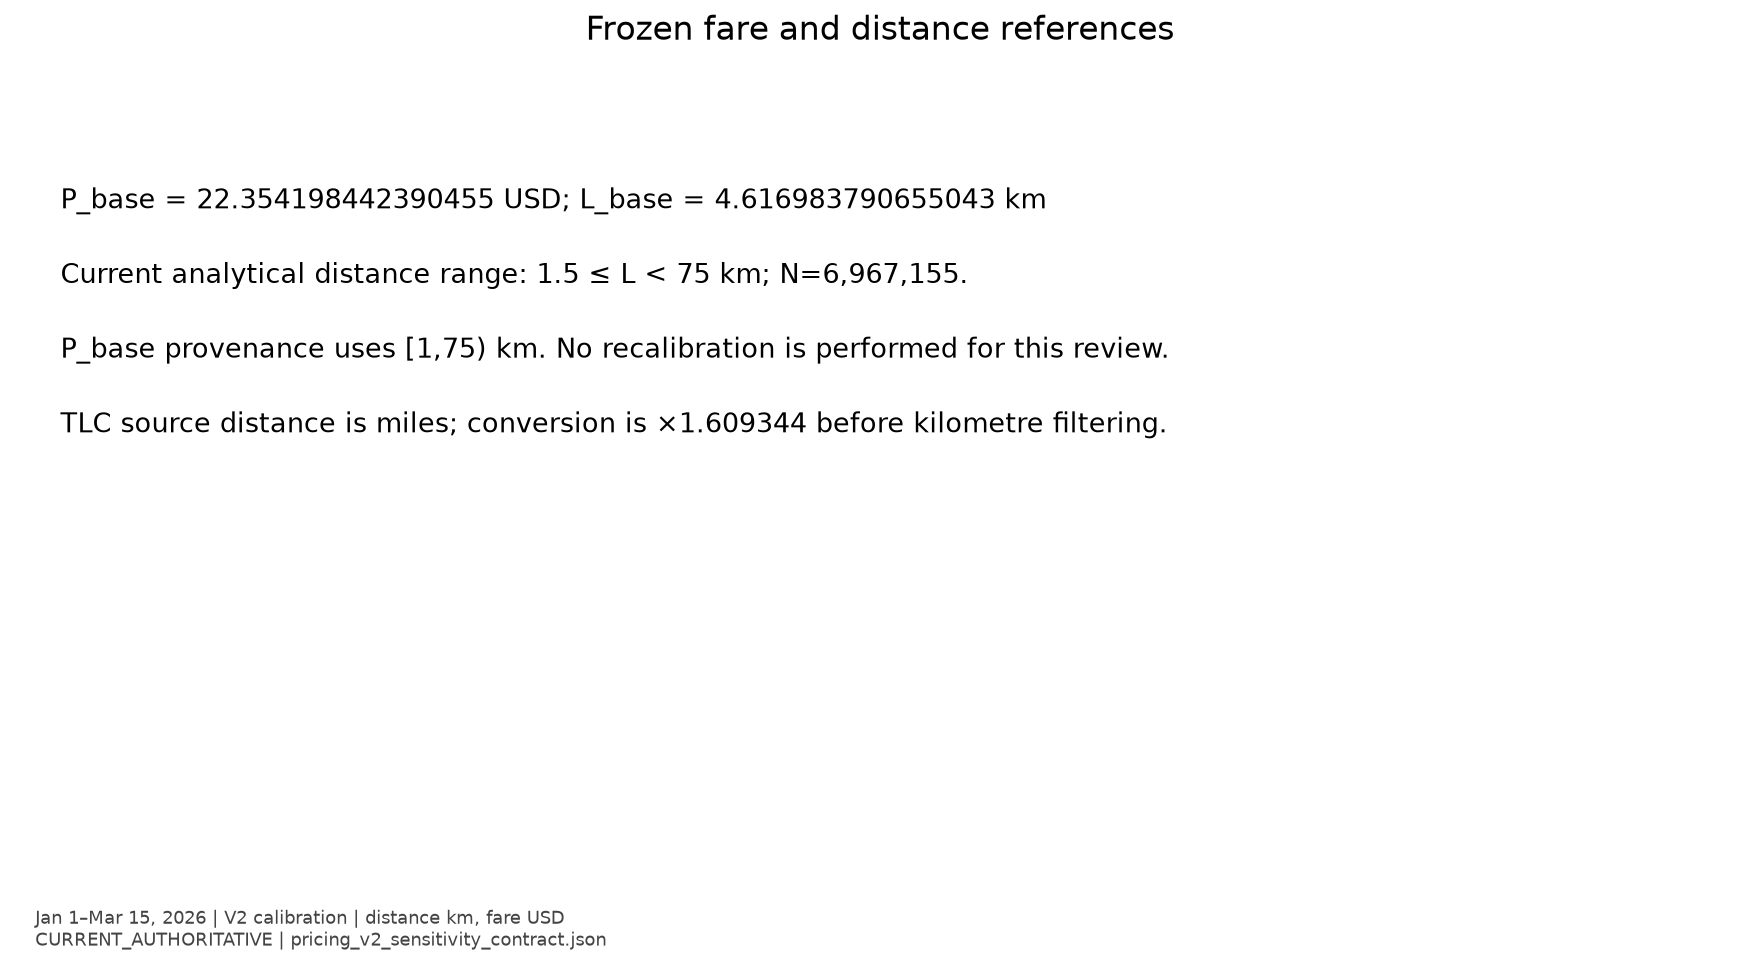 Frozen fare and distance references
P_base = 22.354198442390455 USD; L_base = 4.616983790655043 km
Current analytical distance range: 1.5 ≤ L < 75 km; N=6,967,155.
P_base provenance uses [1,75) km. No recalibration is performed for this review.
TLC source distance is miles; conversion is ×1.609344 before kilometre filtering.
Jan 1–Mar 15, 2026 | V2 calibration | distance km, fare USD
CURRENT_AUTHORITATIVE | pricing_v2_sensitivity_contract.json